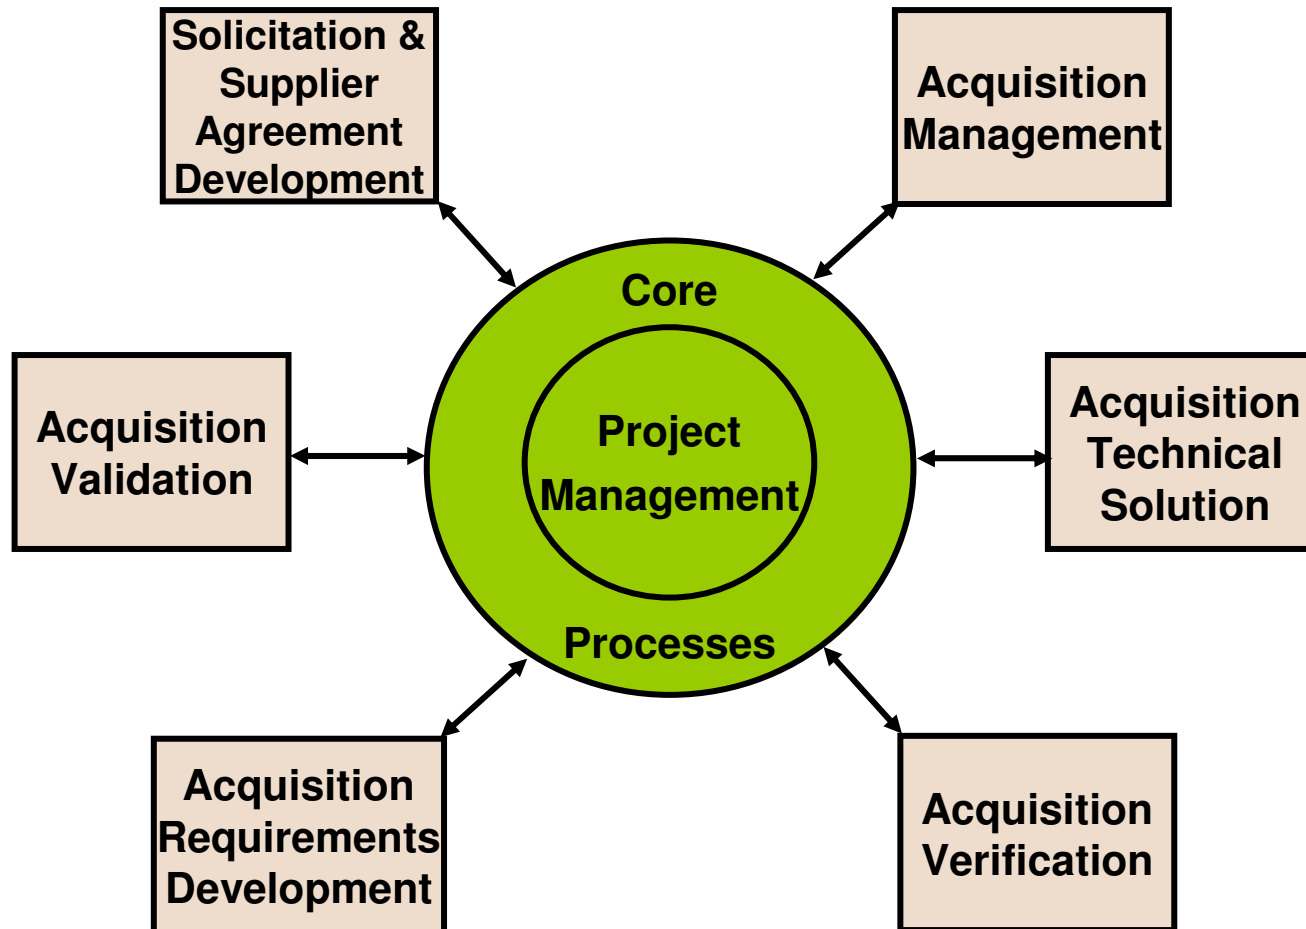 Solicitation &
Supplier
Agreement
Development
Acquisition
Management
Core
Project
Management
Processes
Acquisition
Validation
Acquisition
Technical
Solution
Acquisition
Requirements
Development
Acquisition
Verification